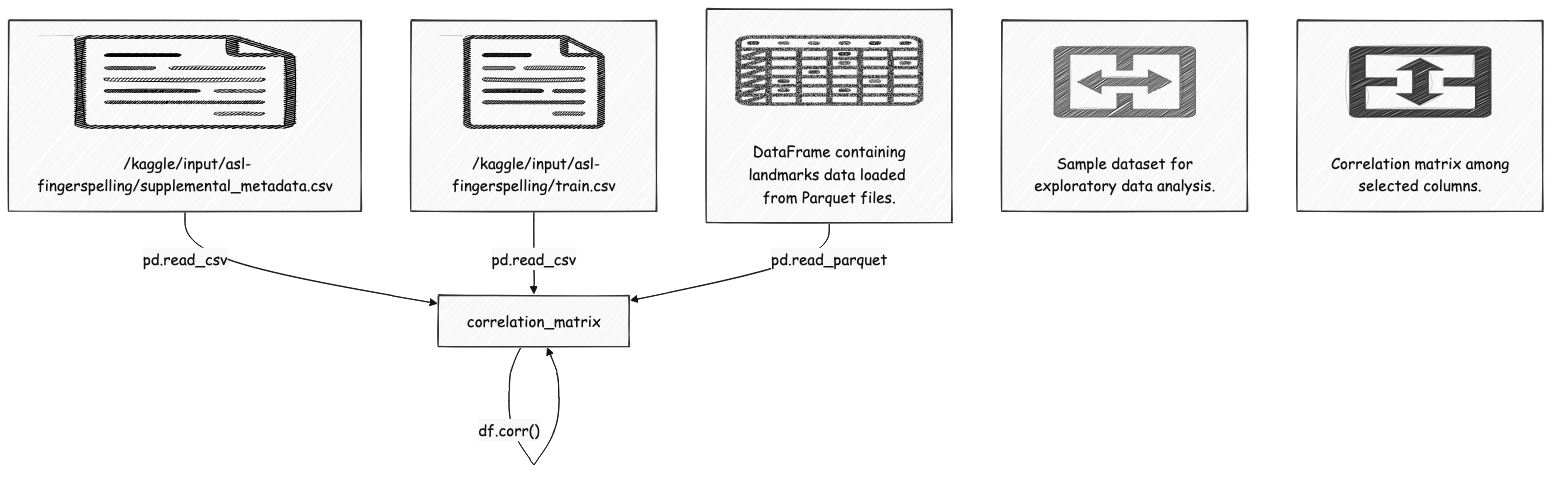 /kaggle/input/asl-
fingerspelling/supplemental_metadata.csv
/kaggle/input/asl-
fingerspelling/train.csv
DataFrame containing
landmarks data loaded
from Parquet files.
Sample dataset for
exploratory data analysis.
Correlation matrix among
selected columns.
pd.read_csv
pd.read_csv
pd.read_parquet
correlation_matrix
df.corr()